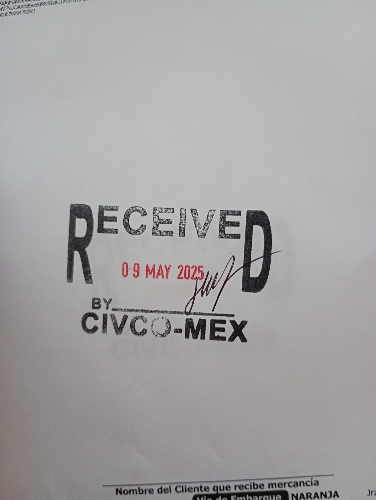 RECEIVED
09 MAY 2025
BY
CIVCO-MEX
Nombre del Cliente que recibe mercancía
Vía de Embarque NARANJA